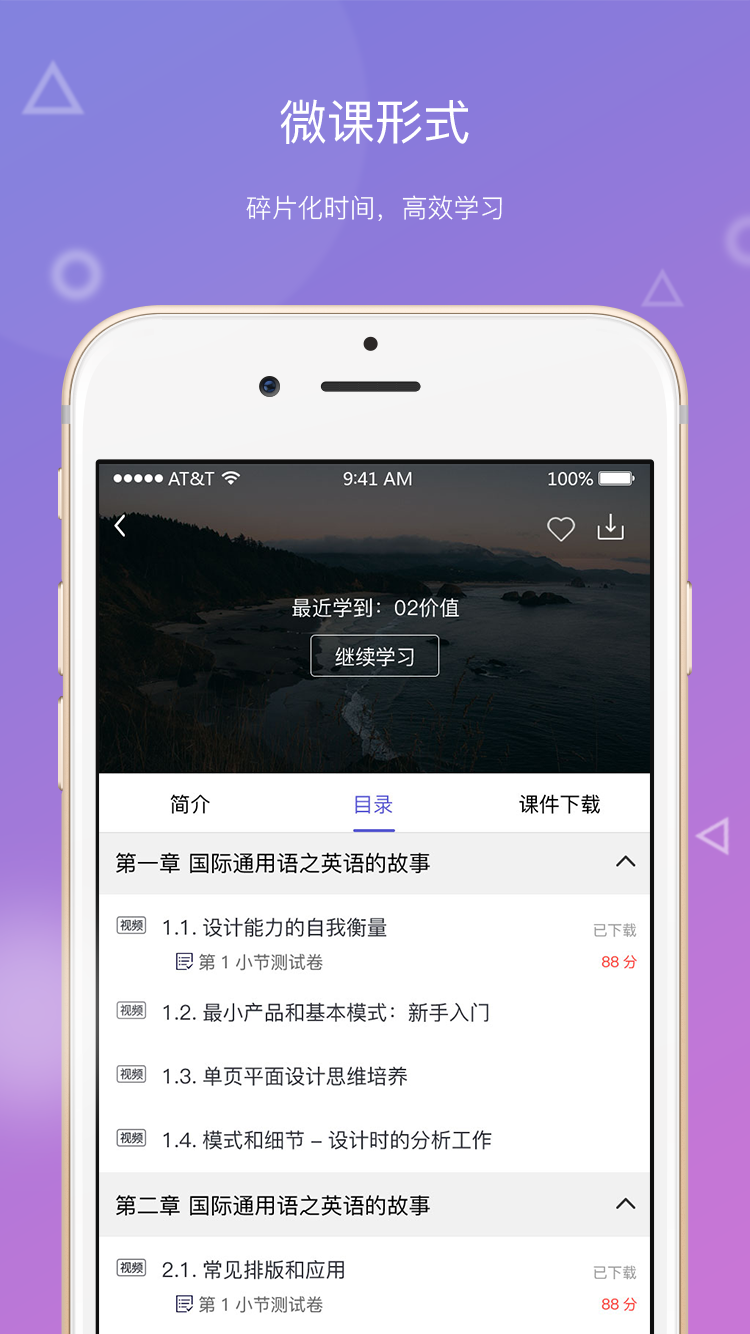 微课形式
碎片化时间，高效学习
AT&T 9:41 AM 100%
最近学到：02价值
继续学习
简介 目录 课件下载
第一章 国际通用语之英语的故事
视频 1.1. 设计能力的自我衡量 已下载
第 1 小节测试卷 88 分
视频 1.2. 最小产品和基本模式：新手入门
视频 1.3. 单页平面设计思维培养
视频 1.4. 模式和细节 – 设计时的分析工作
第二章 国际通用语之英语的故事
视频 2.1. 常见排版和应用 已下载
第 1 小节测试卷 88 分